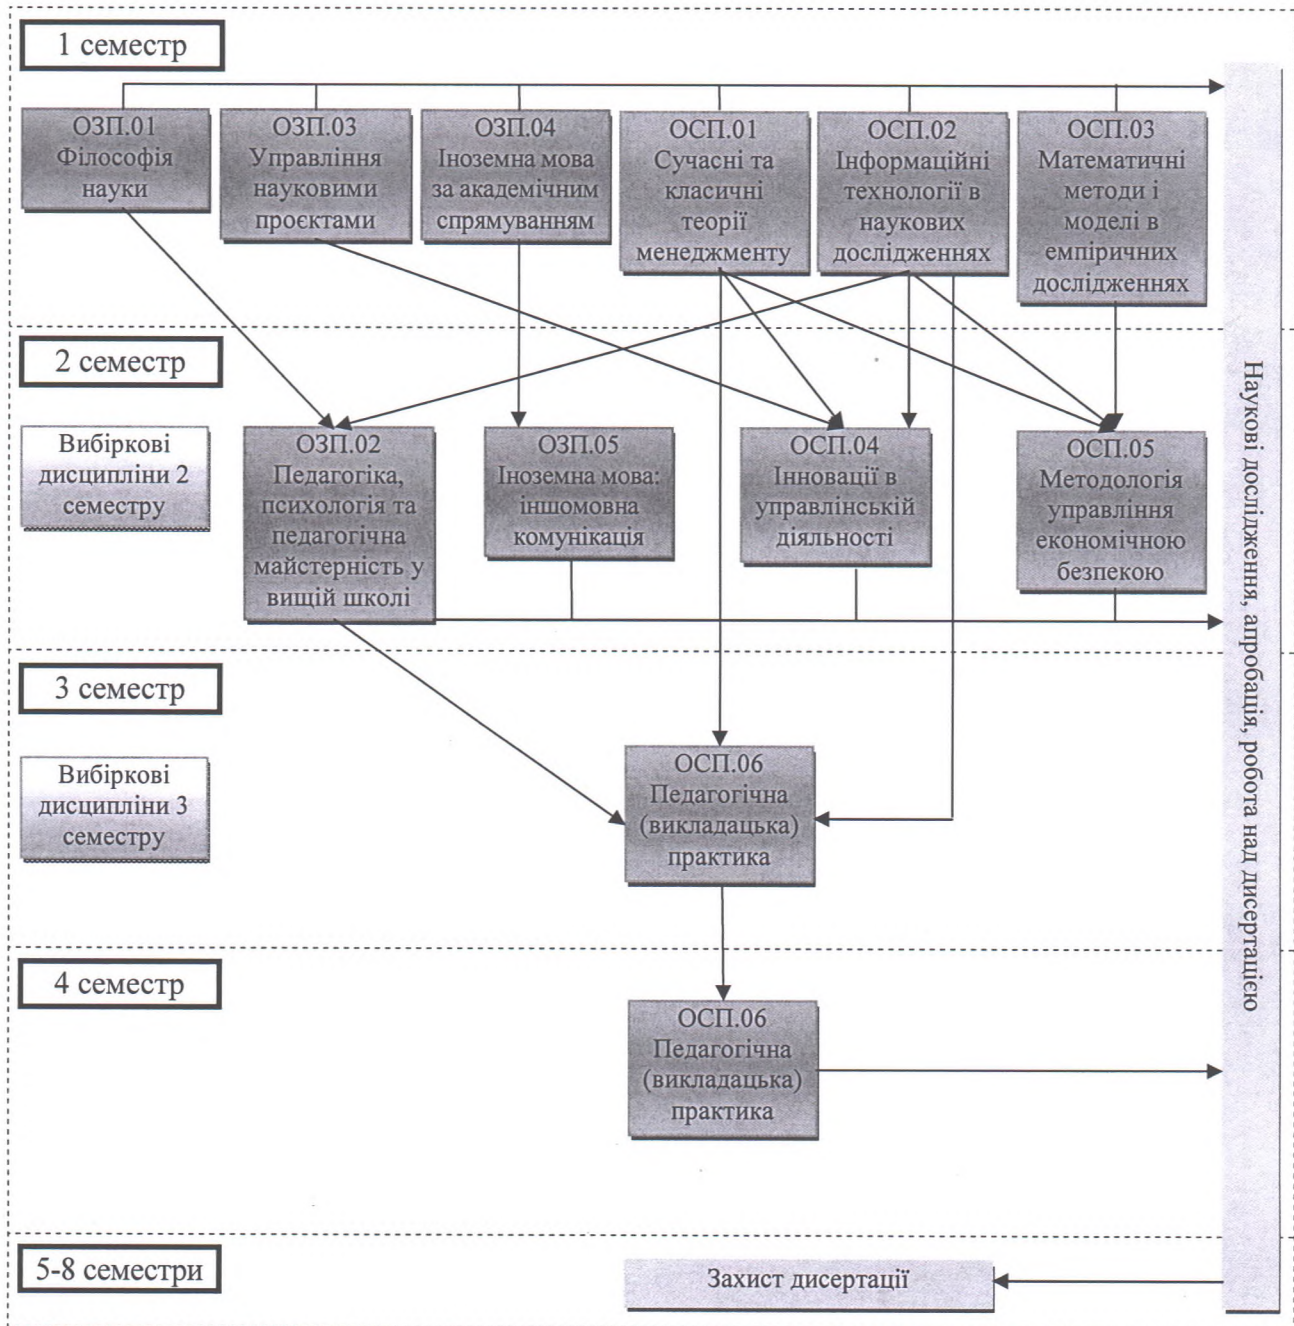 1 семестр
ОЗП.01
Філософія
науки
ОЗП.03
Управління
науковими
проєктами
ОЗП.04
Іноземна мова
за академічним
спрямуванням
ОСП.01
Сучасні та
класичні
теорії
менеджменту
ОСП.02
Інформаційні
технології в
наукових
дослідженнях
ОСП.03
Математичні
методи і
моделі в
емпіричних
дослідженнях
2 семестр
Вибіркові
дисципліни 2
семестру
ОЗП.02
Педагогіка,
психологія та
педагогічна
майстерність у
вищій школі
ОЗП.05
Іноземна мова:
іншомовна
комунікація
ОСП.04
Інновації в
управлінській
діяльності
ОСП.05
Методологія
управління
економічною
безпекою
3 семестр
Вибіркові
дисципліни 3
семестру
ОСП.06
Педагогічна
(викладацька)
практика
4 семестр
ОСП.06
Педагогічна
(викладацька)
практика
5-8 семестри
Захист дисертації
Наукові дослідження, апробація, робота над дисертацією